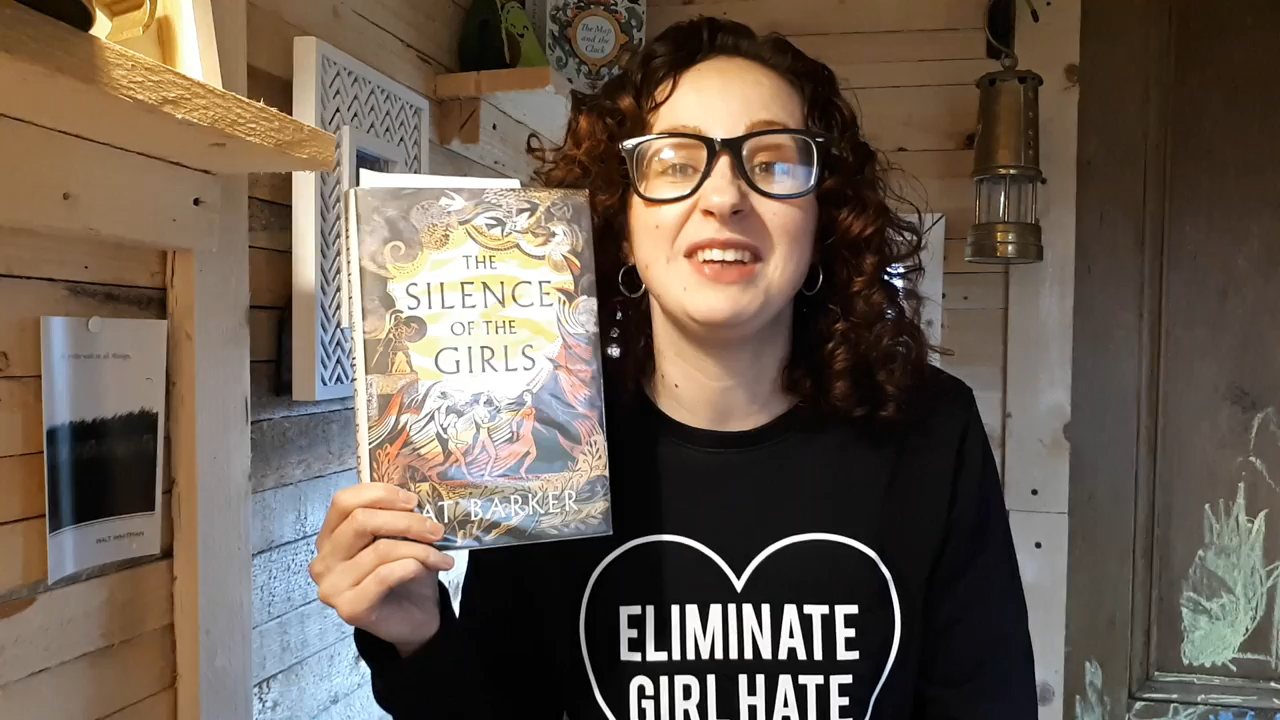 The Map
and the
Clock
THE
SILENCE
OF THE
GIRLS
AT BARKER
WALT WHITMAN
ELIMINATE
GIRL HATE